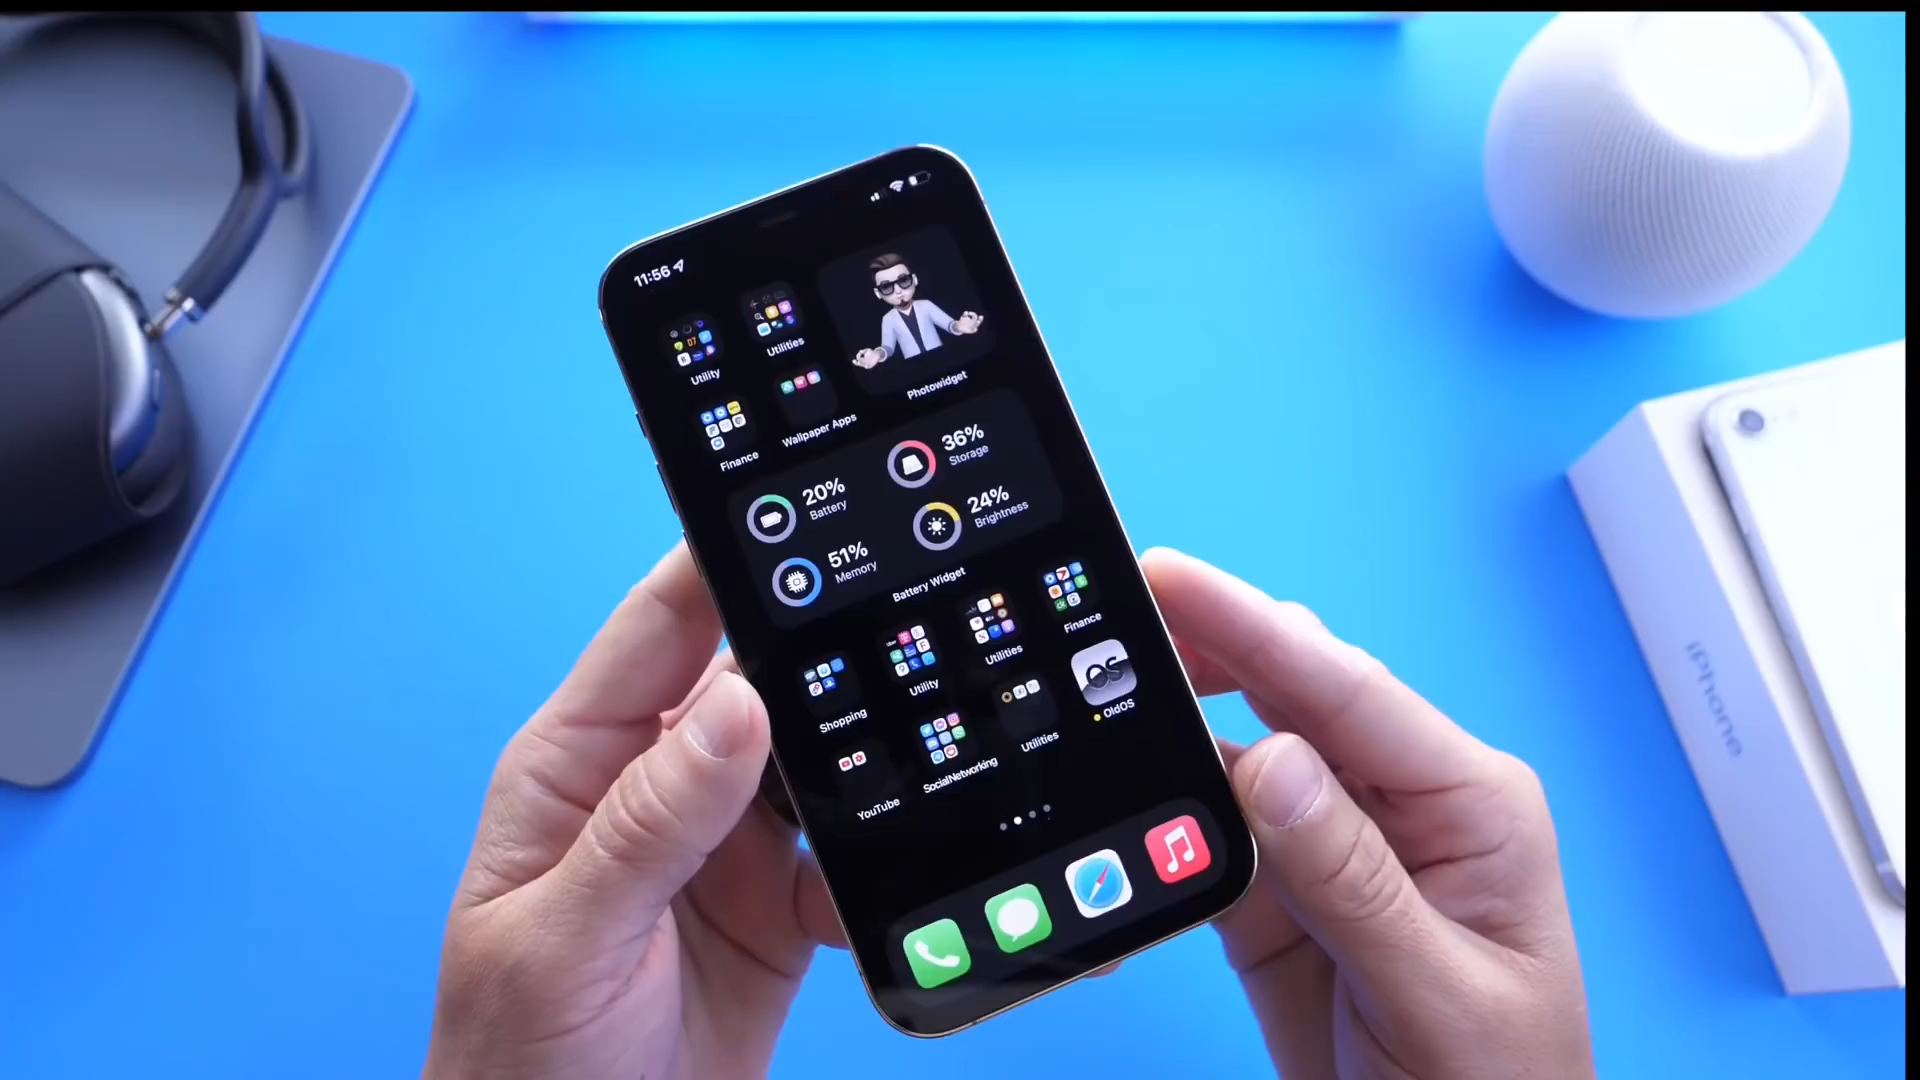 11:56
Utility
Utilities
Photowidget
Finance
Wallpaper Apps
20%
Battery
36%
Storage
51%
Memory
24%
Brightness
Battery Widget
Shopping
Utility
Utilities
Finance
YouTube
SocialNetworking
Utilities
OS
OldOS
iPhone